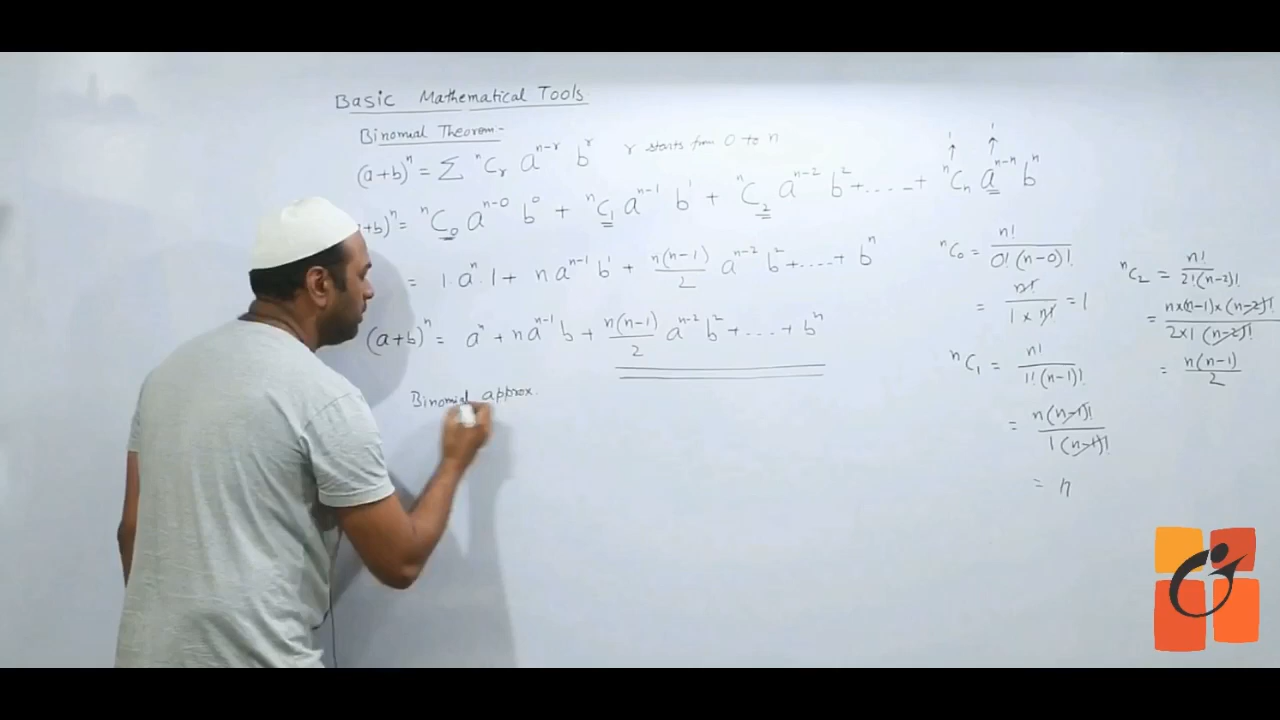 Basic Mathematical Tools
Binomial Theorem-
(a+b)ⁿ = ∑ ⁿCᵣ aⁿ⁻ʳ bʳ r starts from 0 to n
+b)ⁿ = ⁿC₀ aⁿ⁻⁰ b⁰ + ⁿC₁ aⁿ⁻¹ b¹ + ⁿC₂ aⁿ⁻² b² + ..... + ⁿCₙ aⁿ⁻ⁿ bⁿ
1 ↑ 1 ↑
= 1.aⁿ.1 + n aⁿ⁻¹ b¹ + n(n-1)/2 aⁿ⁻² b² + ..... + bⁿ
(a+b)ⁿ = aⁿ + naⁿ⁻¹ b + n(n-1)/2 aⁿ⁻² b² + ... + bⁿ
Binomial approx.
ⁿC₀ = n!/0!(n-0)!
= n!/1×n! = 1
ⁿC₁ = n!/1!(n-1)!
= n(n-1)!/1(n-1)!
= n
ⁿC₂ = n!/2!(n-2)!
= n×(n-1)×(n-2)!/2×1(n-2)!
= n(n-1)/2